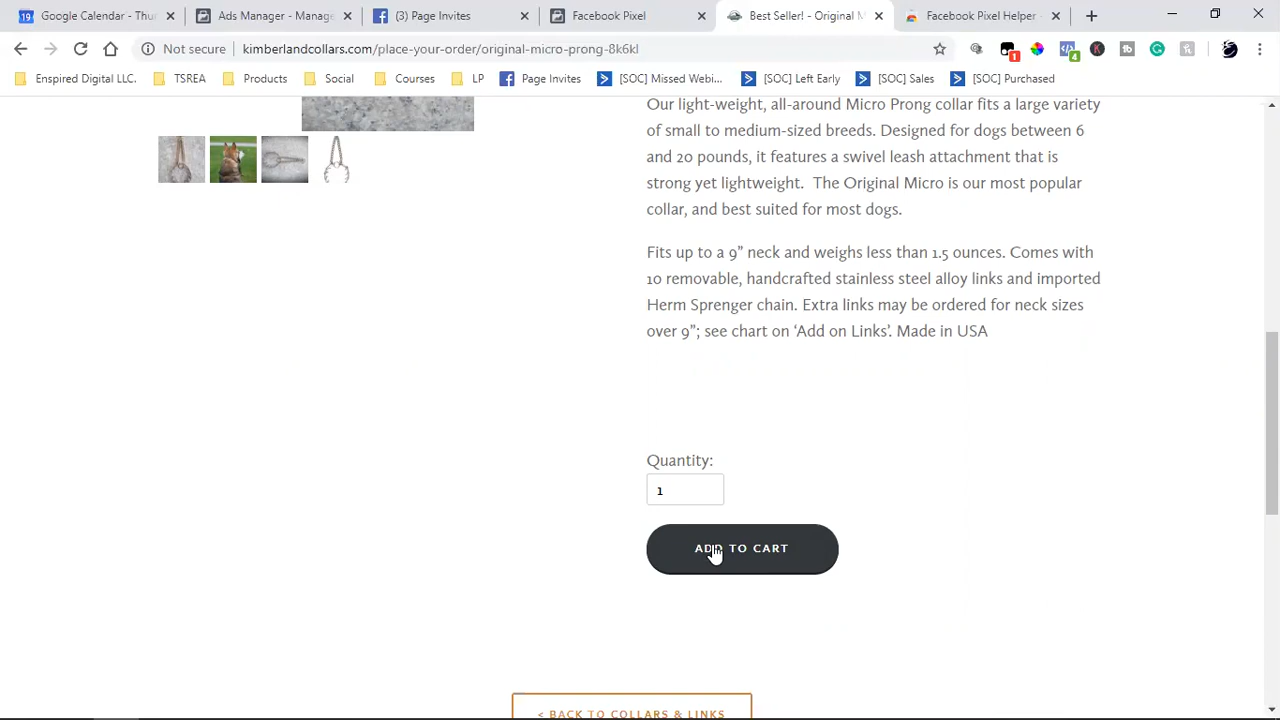 Google Calendar - Thu
Ads Manager - Manage
(3) Page Invites
Facebook Pixel
Best Seller! - Original M
Facebook Pixel Helper -
Not secure
kimberlandcollars.com/place-your-order/original-micro-prong-8k6kl
1
4
Enspired Digital LLC.
TSREA
Products
Social
Courses
LP
Page Invites
[SOC] Missed Webi...
[SOC] Left Early
[SOC] Sales
[SOC] Purchased
Our light-weight, all-around Micro Prong collar fits a large variety
of small to medium-sized breeds. Designed for dogs between 6
and 20 pounds, it features a swivel leash attachment that is
strong yet lightweight. The Original Micro is our most popular
collar, and best suited for most dogs.
Fits up to a 9” neck and weighs less than 1.5 ounces. Comes with
10 removable, handcrafted stainless steel alloy links and imported
Herm Sprenger chain. Extra links may be ordered for neck sizes
over 9”; see chart on ‘Add on Links’. Made in USA
Quantity:
1
ADD TO CART
< BACK TO COLLARS & LINKS